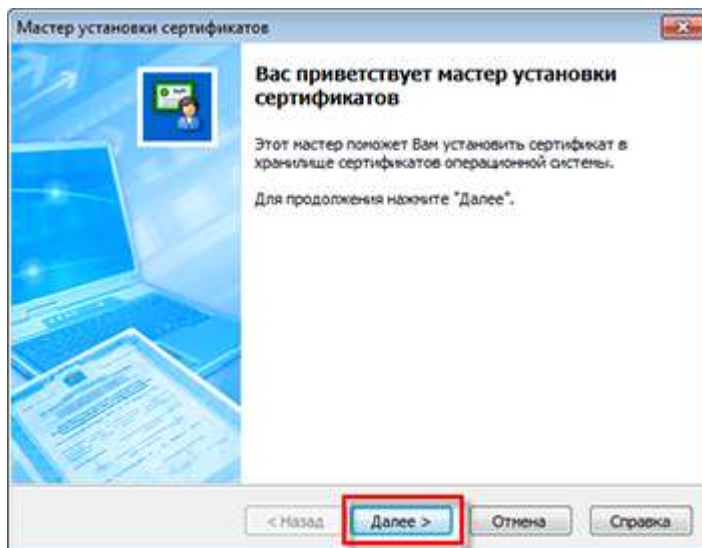 Мастер установки сертификатов
Вас приветствует мастер установки
сертификатов
Этот мастер поможет Вам установить сертификат в
хранилище сертификатов операционной системы.
Для продолжения нажмите "Далее".
< Назад
Далее >
Отмена
Справка